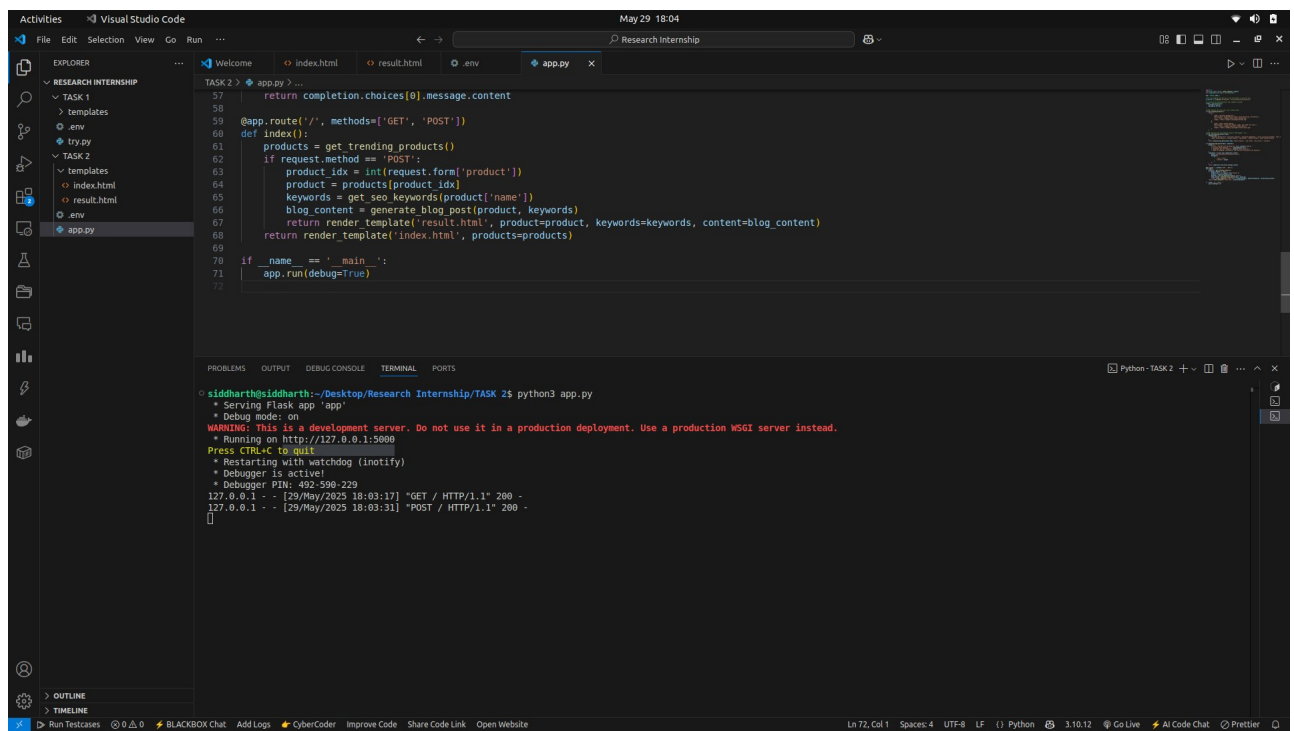 Activities Visual Studio Code May 29 18:04
File Edit Selection View Go Run ··· Research Internship
EXPLORER ··· Welcome index.html result.html .env app.py
RESEARCH INTERNSHIP
TASK 1
templates
.env
try.py
TASK 2
templates
index.html
result.html
.env
app.py
TASK 2 > app.py > ...
57 return completion.choices[0].message.content
58
59 @app.route('/', methods=['GET', 'POST'])
60 def index():
61 products = get_trending_products()
62 if request.method == 'POST':
63 product_idx = int(request.form['product'])
64 product = products[product_idx]
65 keywords = get_seo_keywords(product['name'])
66 blog_content = generate_blog_post(product, keywords)
67 return render_template('result.html', product=product, keywords=keywords, content=blog_content)
68 return render_template('index.html', products=products)
69
70 if __name__ == '__main__':
71 app.run(debug=True)
72
PROBLEMS OUTPUT DEBUG CONSOLE TERMINAL PORTS Python - TASK 2
siddharth@siddharth:~/Desktop/Research Internship/TASK 2$ python3 app.py
* Serving Flask app 'app'
* Debug mode: on
WARNING: This is a development server. Do not use it in a production deployment. Use a production WSGI server instead.
* Running on http://127.0.0.1:5000
Press CTRL+C to quit
* Restarting with watchdog (inotify)
* Debugger is active!
* Debugger PIN: 492-590-229
127.0.0.1 - - [29/May/2025 18:03:17] "GET / HTTP/1.1" 200 -
127.0.0.1 - - [29/May/2025 18:03:31] "POST / HTTP/1.1" 200 -
OUTLINE
TIMELINE
Run Testcases 0 0 BLACKBOX Chat Add Logs CyberCoder Improve Code Share Code Link Open Website Ln 72, Col 1 Spaces: 4 UTF-8 LF Python 3.10.12 Go Live AI Code Chat Prettier